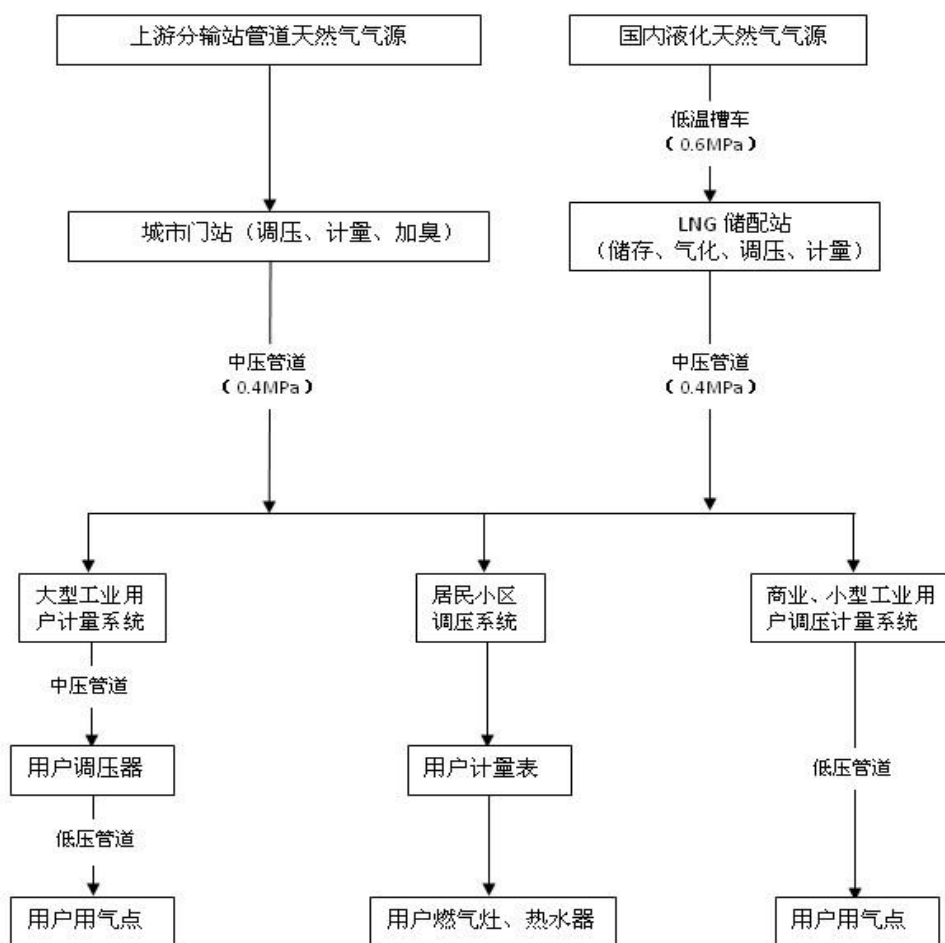 上游分输站管道天然气气源
国内液化天然气气源
低温槽车
（0.6MPa）
城市门站（调压、计量、加臭）
LNG 储配站
（储存、气化、调压、计量）
中压管道
（0.4MPa）
中压管道
（0.4MPa）
大型工业用
户计量系统
居民小区
调压系统
商业、小型工业用
户调压计量系统
中压管道
用户调压器
用户计量表
低压管道
低压管道
用户用气点
用户燃气灶、热水器
用户用气点